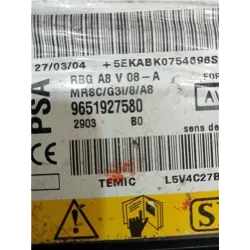 27/03/04 +5EKABK0754696S
RBG A8 V 08-A FOR
MRSC/G3I/8/A8 AV
PSA 9651927580
2903 B0 sens de
CE
TEMIC L5V4C27B
S